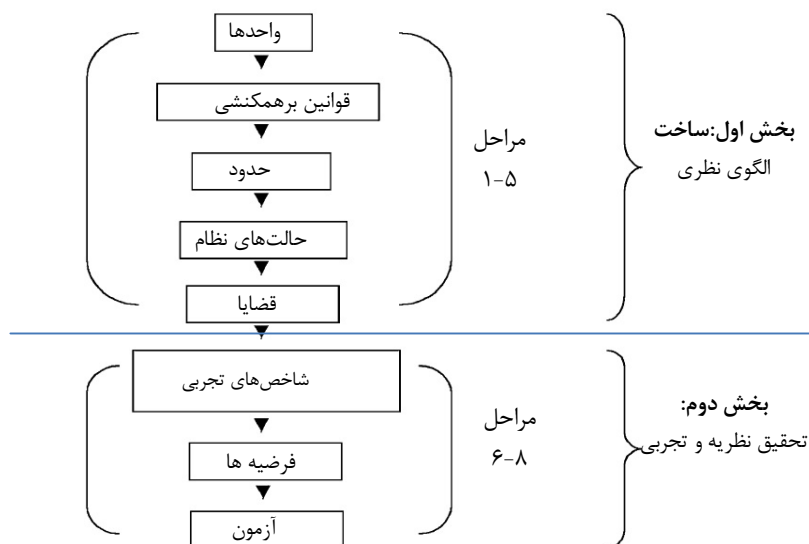 واحدها
قوانین برهمکنشی
حدود
حالت‌های نظام
قضایا
مراحل
۱-۵
بخش اول:ساخت
الگوی نظری
شاخص‌های تجربی
فرضیه ها
آزمون
مراحل
۶-۸
بخش دوم:
تحقیق نظریه و تجربی